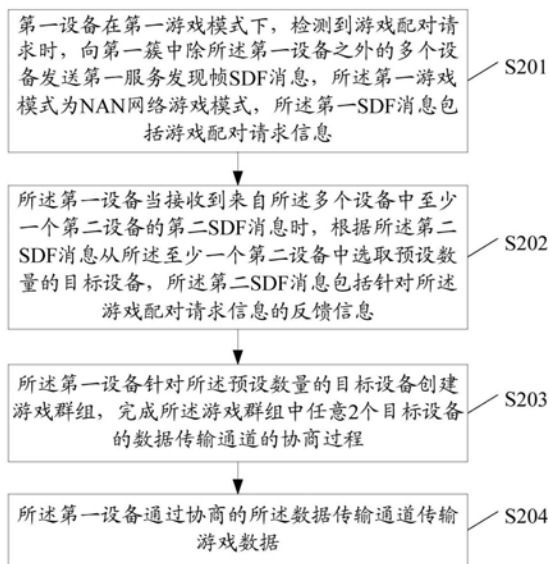 第一设备在第一游戏模式下，检测到游戏配对请
求时，向第一簇中除所述第一设备之外的多个设
备发送第一服务发现帧SDF消息，所述第一游戏
模式为NAN网络游戏模式，所述第一SDF消息包
括游戏配对请求信息
S201
所述第一设备当接收到来自所述多个设备中至少
一个第二设备的第二SDF消息时，根据所述第二
SDF消息从所述至少一个第二设备中选取预设数
量的目标设备，所述第二SDF消息包括针对所述
游戏配对请求信息的反馈信息
S202
所述第一设备针对所述预设数量的目标设备创建
游戏群组，完成所述游戏群组中任意2个目标设备
的数据传输通道的协商过程
S203
所述第一设备通过协商的所述数据传输通道传输
游戏数据
S204